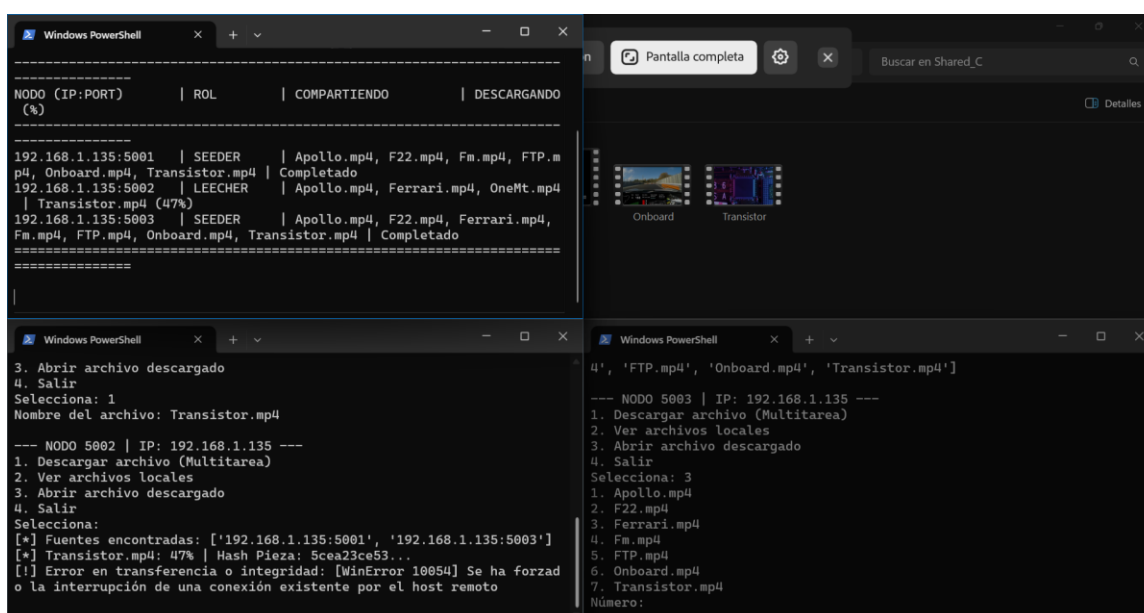 Windows PowerShell
---------------------------------------------------------------------
---------------
NODO (IP:PORT)       | ROL        | COMPARTIENDO         | DESCARGANDO
 (%)
---------------------------------------------------------------------
---------------
192.168.1.135:5001   | SEEDER     | Apollo.mp4, F22.mp4, Fm.mp4, FTP.m
p4, Onboard.mp4, Transistor.mp4 | Completado
192.168.1.135:5002   | LEECHER    | Apollo.mp4, Ferrari.mp4, OneMt.mp4
 | Transistor.mp4 (47%)
192.168.1.135:5003   | SEEDER     | Apollo.mp4, F22.mp4, Ferrari.mp4,
Fm.mp4, FTP.mp4, Onboard.mp4, Transistor.mp4 | Completado
=====================================================================
===============
n
Pantalla completa
Buscar en Shared_C
Detalles
Onboard
Transistor
Windows PowerShell
3. Abrir archivo descargado
4. Salir
Selecciona: 1
Nombre del archivo: Transistor.mp4
--- NODO 5002 | IP: 192.168.1.135 ---
1. Descargar archivo (Multitarea)
2. Ver archivos locales
3. Abrir archivo descargado
4. Salir
Selecciona:
[*] Fuentes encontradas: ['192.168.1.135:5001', '192.168.1.135:5003']
[*] Transistor.mp4: 47% | Hash Pieza: 5cea23ce53...
[!] Error en transferencia o integridad: [WinError 10054] Se ha forzad
o la interrupción de una conexión existente por el host remoto
Windows PowerShell
4', 'FTP.mp4', 'Onboard.mp4', 'Transistor.mp4']
--- NODO 5003 | IP: 192.168.1.135 ---
1. Descargar archivo (Multitarea)
2. Ver archivos locales
3. Abrir archivo descargado
4. Salir
Selecciona: 3
1. Apollo.mp4
2. F22.mp4
3. Ferrari.mp4
4. Fm.mp4
5. FTP.mp4
6. Onboard.mp4
7. Transistor.mp4
Número: